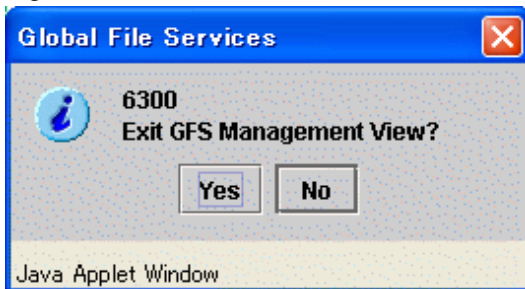 Global File Services
6300
Exit GFS Management View?
Yes No
Java Applet Window